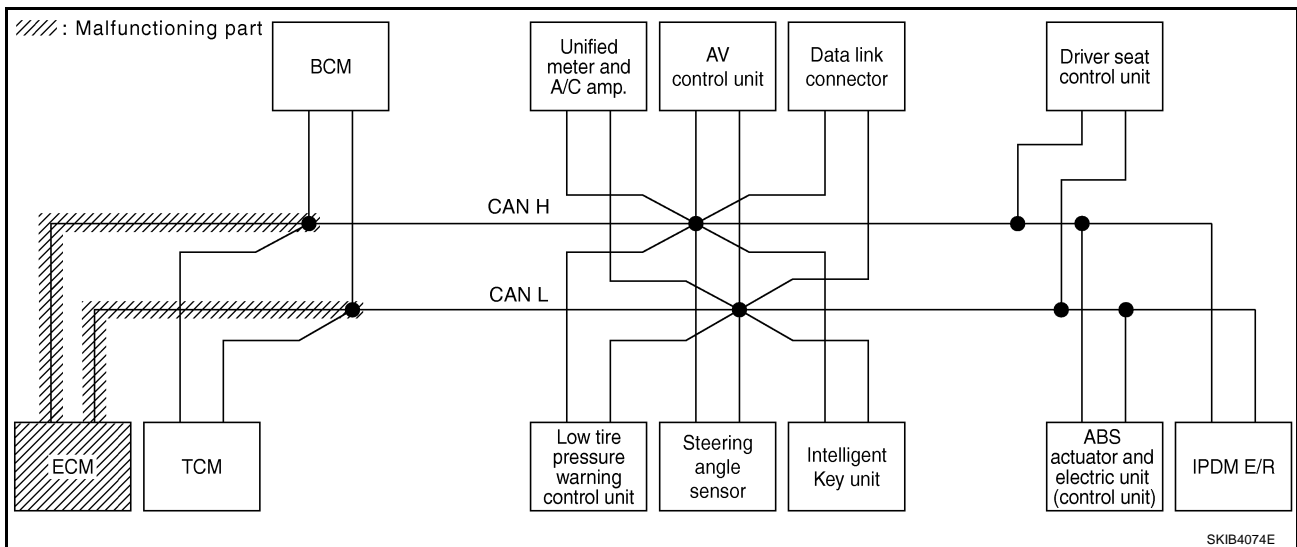 : Malfunctioning part
BCM
Unified
meter and
A/C amp.
AV
control unit
Data link
connector
Driver seat
control unit
CAN H
CAN L
ECM
TCM
Low tire
pressure
warning
control unit
Steering
angle
sensor
Intelligent
Key unit
ABS
actuator and
electric unit
(control unit)
IPDM E/R
SKIB4074E